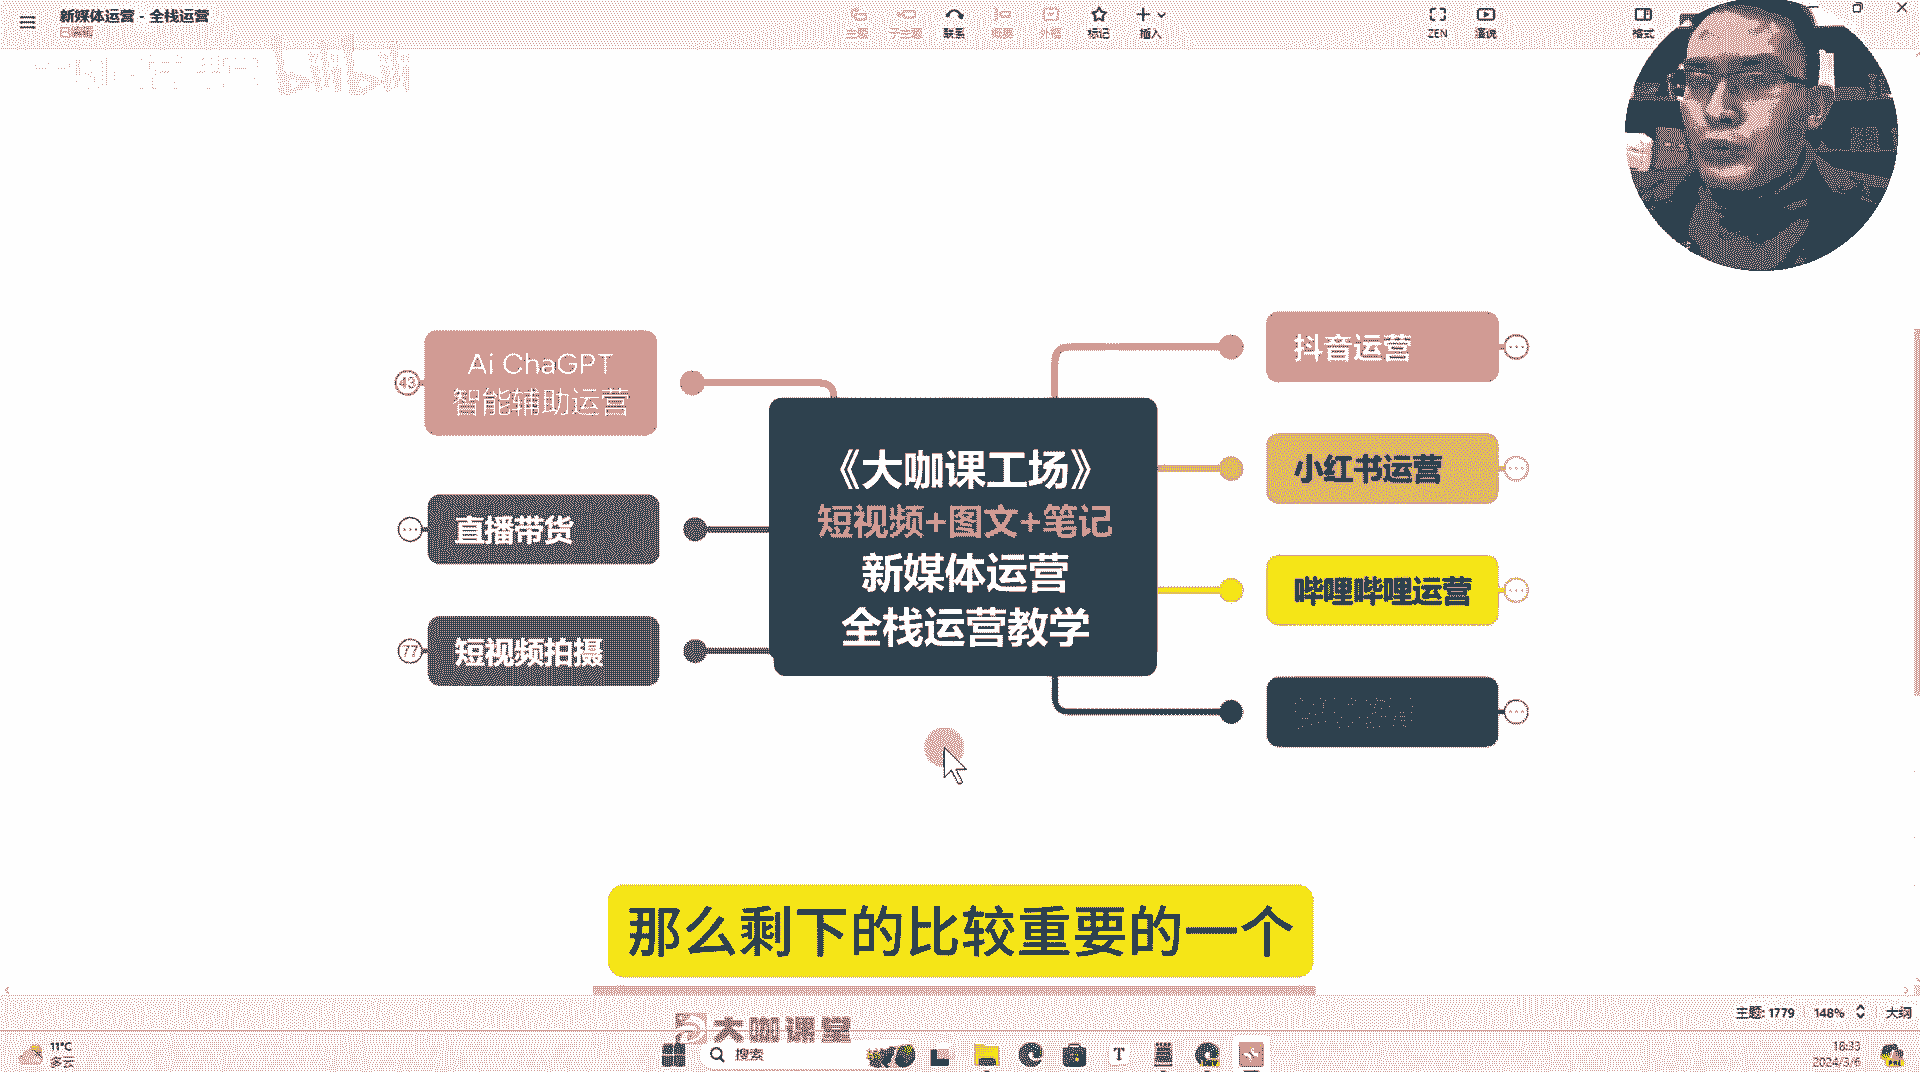 新媒体运营 - 全栈运营
已编辑
主题
子主题
联系
概要
外框
标记
插入
ZEN
演说
格式
Ai ChaGPT
智能辅助运营
43
直播带货
短视频拍摄
77
《大咖课工场》
短视频+图文+笔记
新媒体运营
全栈运营教学
抖音运营
小红书运营
哔哩哔哩运营
那么剩下的比较重要的一个
主题: 1779
148%
大纲
大咖课堂
11°C
多云
搜索
18:33
2024/3/6